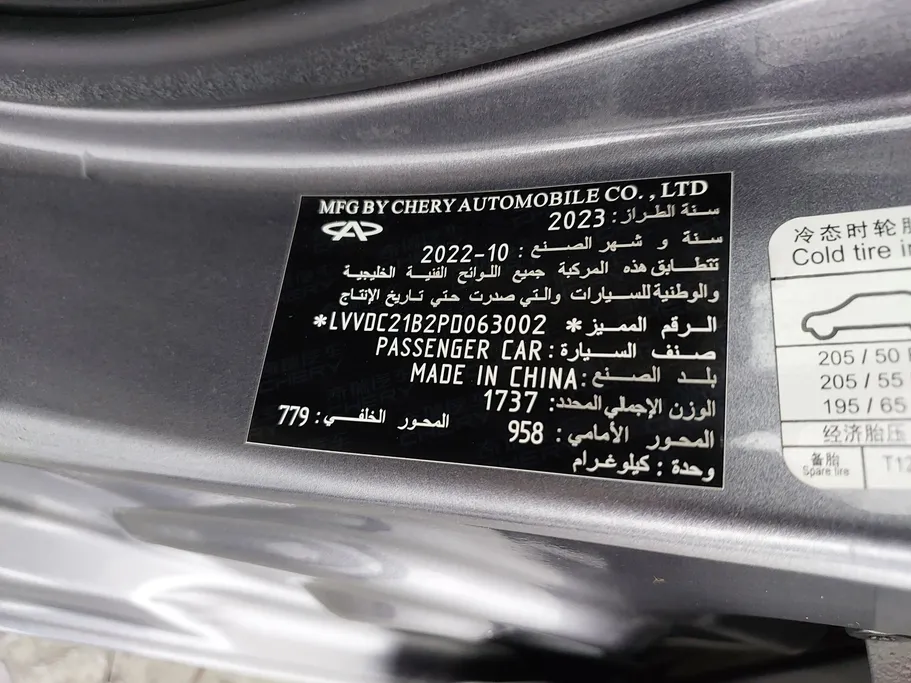 MFG BY CHERY AUTOMOBILE CO., LTD
سنة الطراز: 2023
سنة و شهر الصنع: 2022-10
تتطابق هذه المركبة جميع اللوائح الفنية الخليجية
والوطنية للسيارات والتي صدرت حتي تاريخ الإنتاج
الرقم المميز: *LVVDC21B2PD063002*
صنف السيارة: PASSENGER CAR
بلد الصنع: MADE IN CHINA
الوزن الإجمالي المحدد: 1737
المحور الأمامي: 958 المحور الخلفي: 779
وحدة: كيلوغرام
冷态时轮胎
Cold tire
205 / 50
205 / 55
195 / 65
经济胎压
备胎
Spare tire
T12